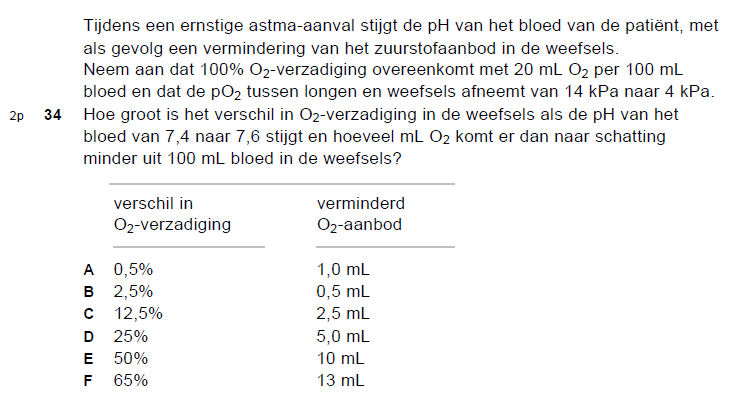 Tijdens een ernstige astma-aanval stijgt de pH van het bloed van de patiënt, met
als gevolg een vermindering van het zuurstofaanbod in de weefsels.
Neem aan dat 100% O₂-verzadiging overeenkomt met 20 mL O₂ per 100 mL
bloed en dat de pO₂ tussen longen en weefsels afneemt van 14 kPa naar 4 kPa.
2p 34 Hoe groot is het verschil in O₂-verzadiging in de weefsels als de pH van het
bloed van 7,4 naar 7,6 stijgt en hoeveel mL O₂ komt er dan naar schatting
minder uit 100 mL bloed in de weefsels?
verschil in verminderd
O₂-verzadiging O₂-aanbod
A 0,5% 1,0 mL
B 2,5% 0,5 mL
C 12,5% 2,5 mL
D 25% 5,0 mL
E 50% 10 mL
F 65% 13 mL